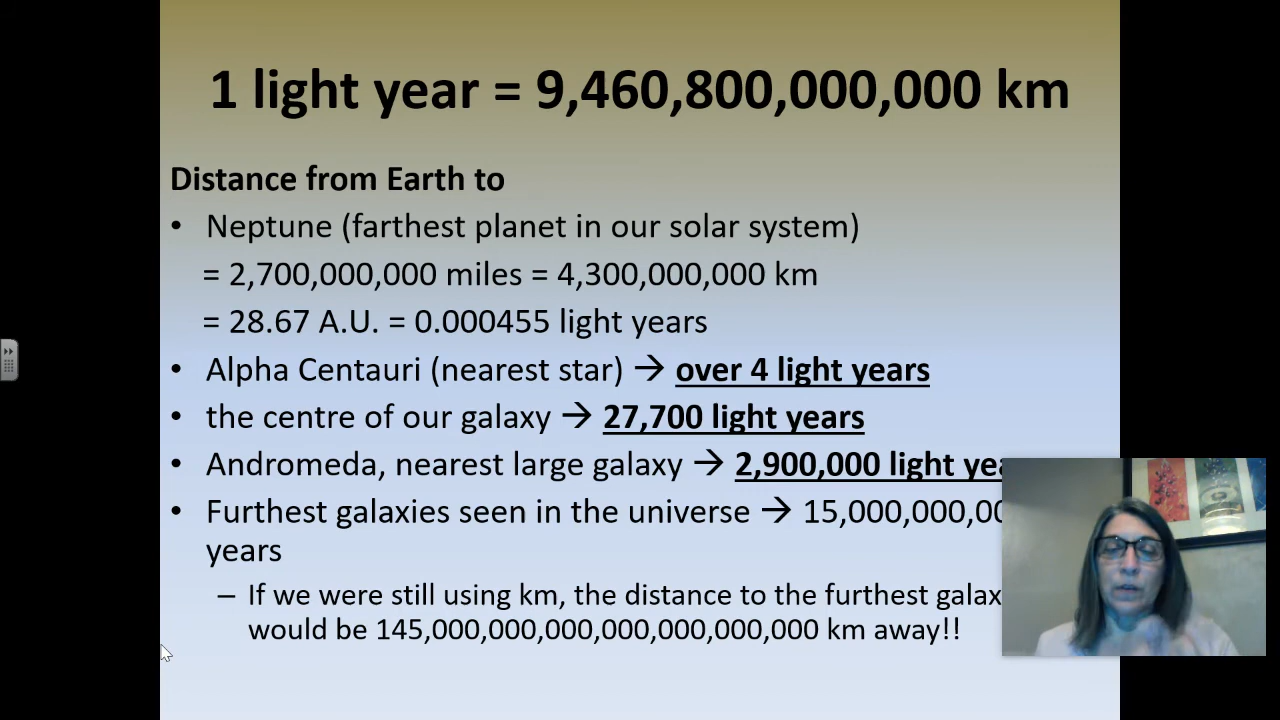 1 light year = 9,460,800,000,000 km
Distance from Earth to
• Neptune (farthest planet in our solar system)
= 2,700,000,000 miles = 4,300,000,000 km
= 28.67 A.U. = 0.000455 light years
• Alpha Centauri (nearest star) → over 4 light years
• the centre of our galaxy → 27,700 light years
• Andromeda, nearest large galaxy → 2,900,000 light
• Furthest galaxies seen in the universe →
years
– If we were still using km, the distance to the furthest
would be 145,000,000,000,000,000,000,000 km away!!